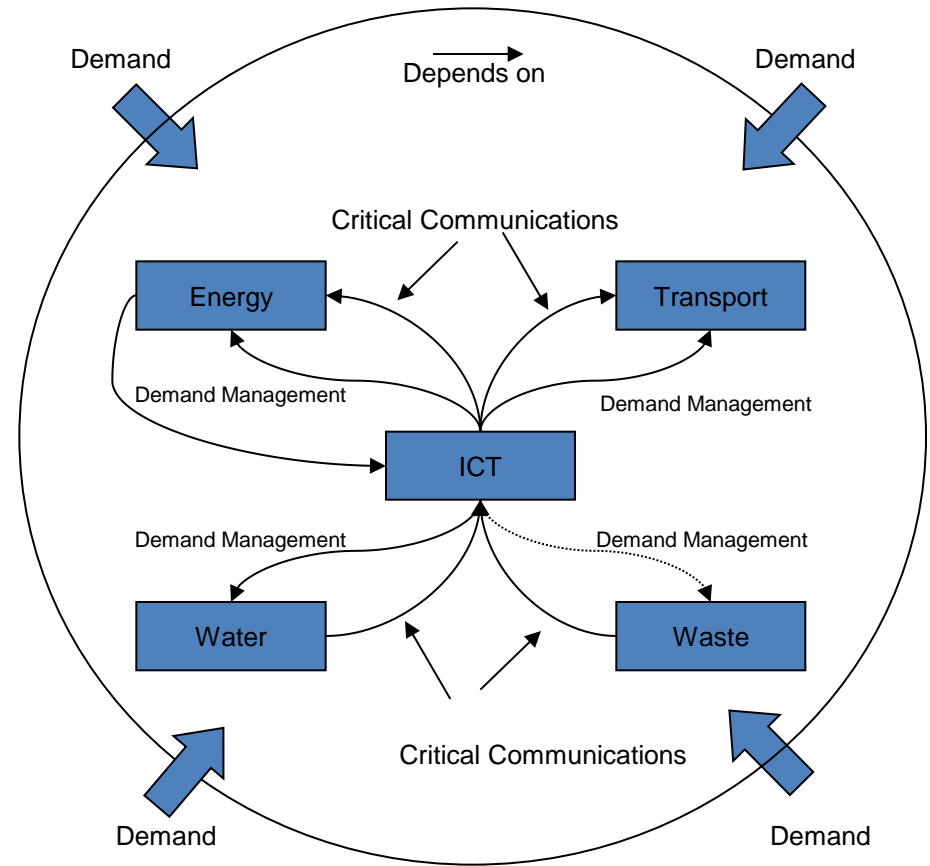 Demand
Depends on
Demand
Critical Communications
Energy
Transport
Demand Management
Demand Management
ICT
Demand Management
Demand Management
Water
Waste
Critical Communications
Demand
Demand